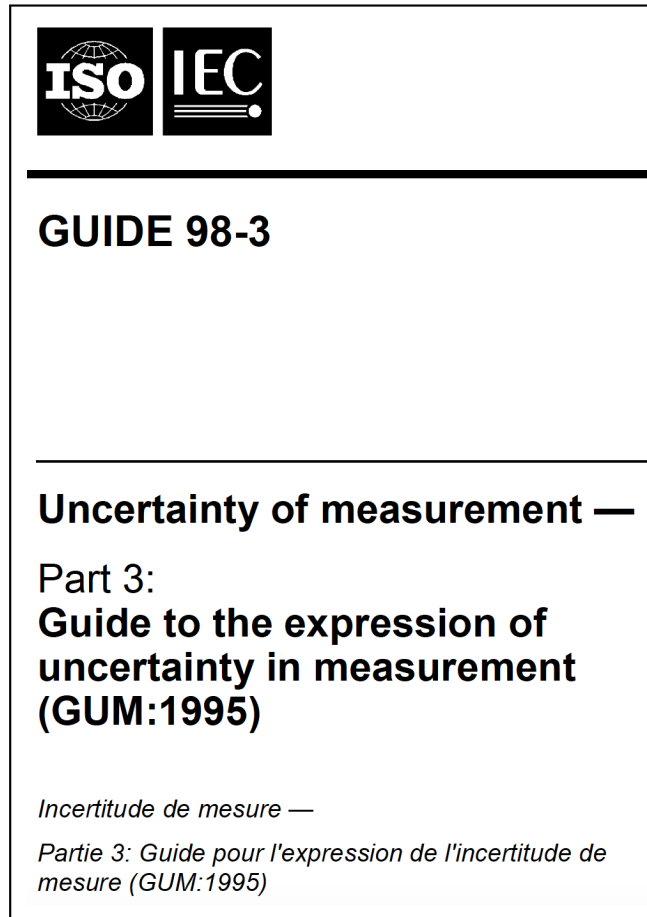 ISO IEC
GUIDE 98-3
Uncertainty of measurement —
Part 3:
Guide to the expression of
uncertainty in measurement
(GUM:1995)
Incertitude de mesure —
Partie 3: Guide pour l'expression de l'incertitude de
mesure (GUM:1995)